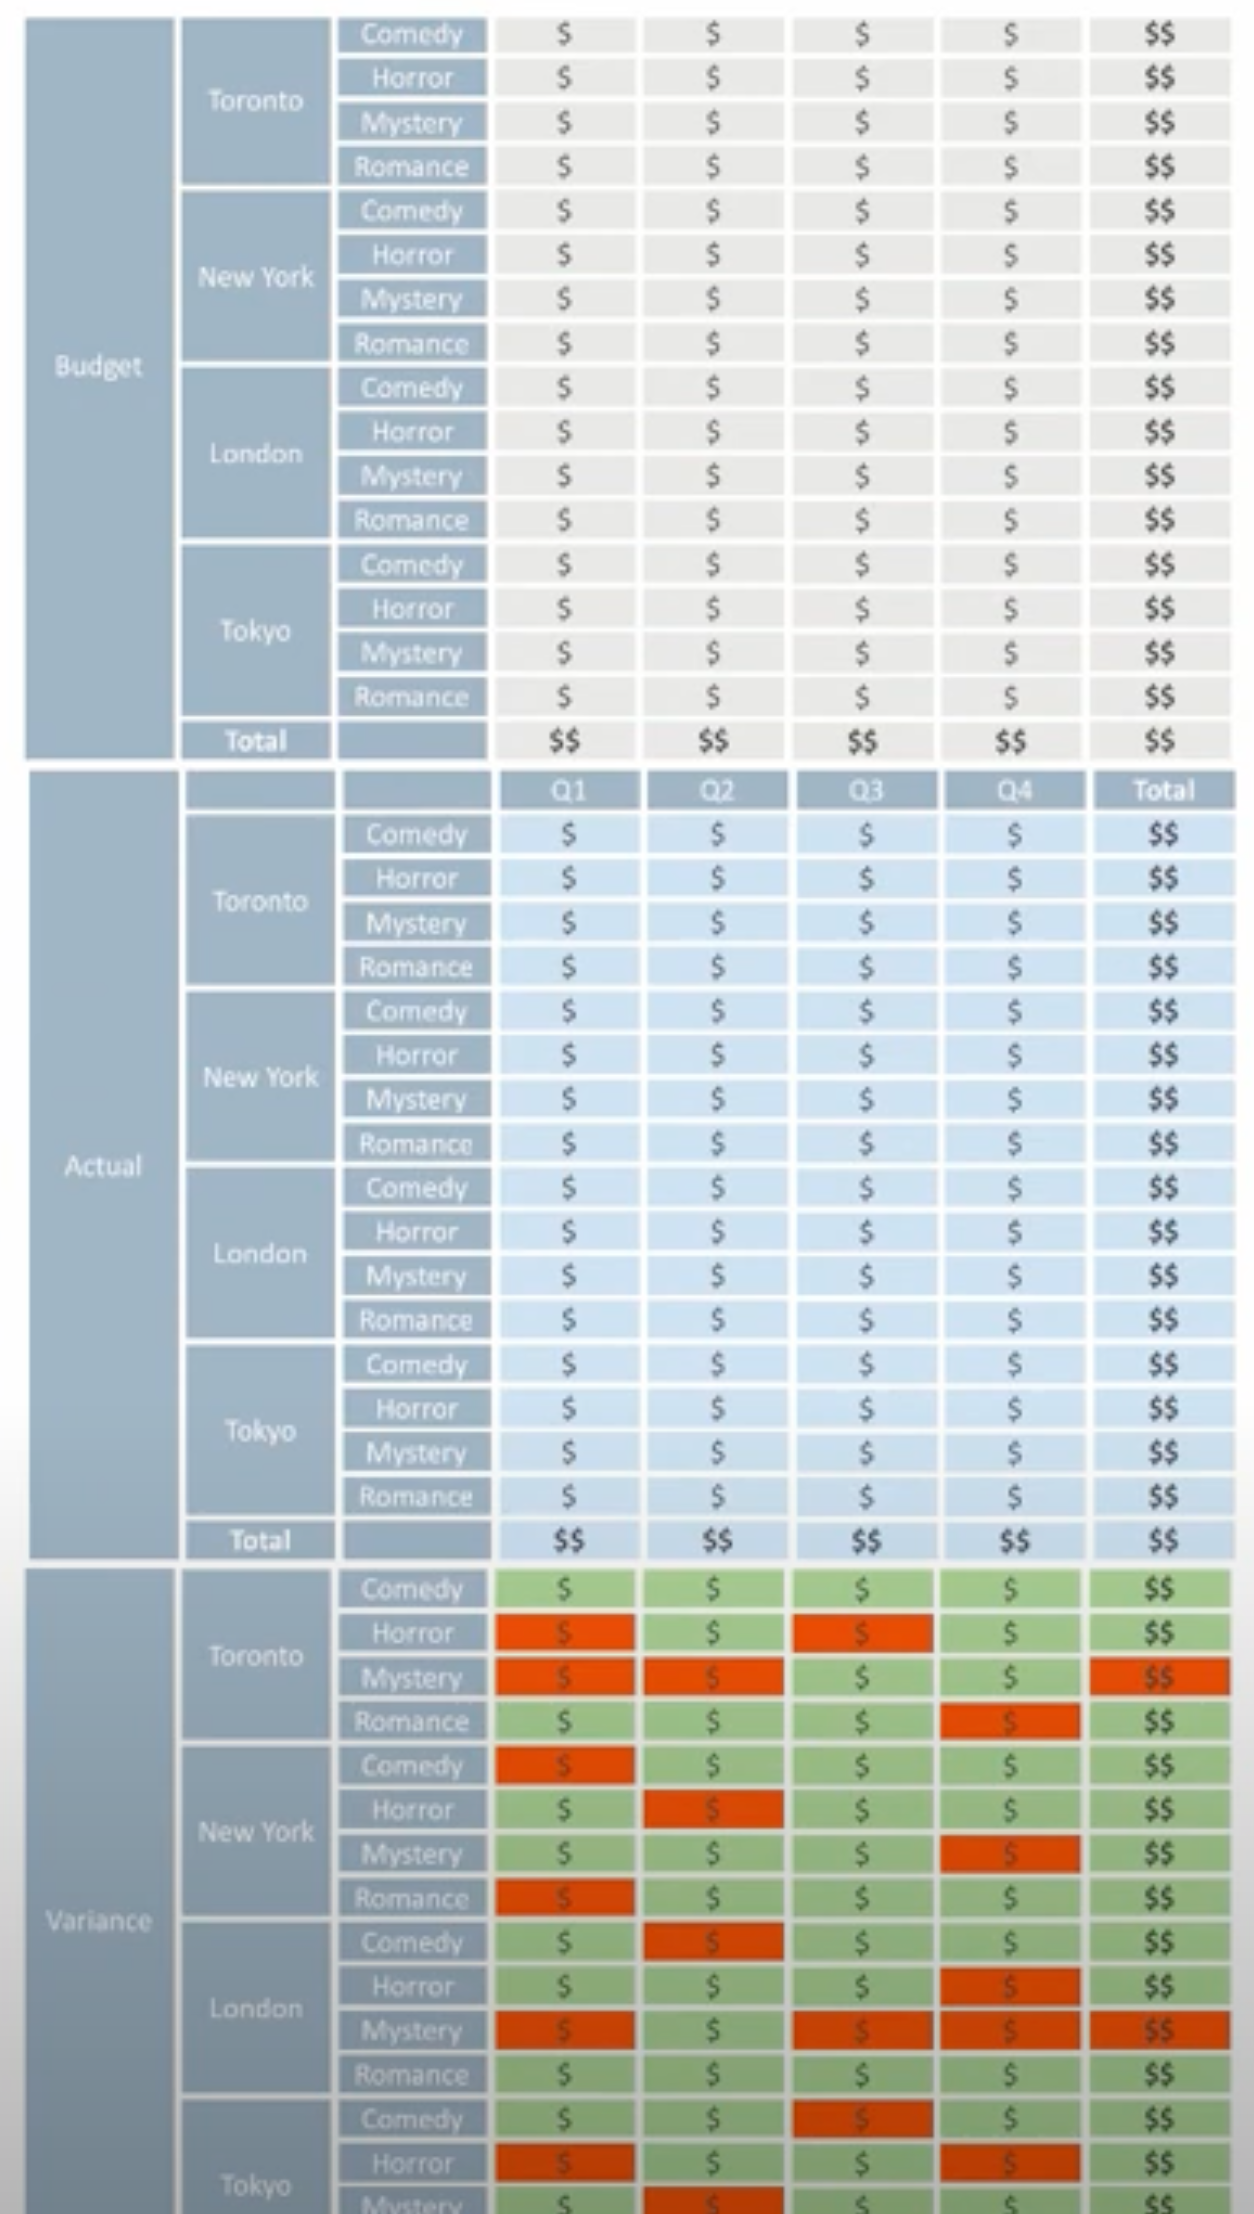 Budget Toronto Comedy $ $ $ $ $$
Horror $ $ $ $ $$
Mystery $ $ $ $ $$
Romance $ $ $ $ $$
New York Comedy $ $ $ $ $$
Horror $ $ $ $ $$
Mystery $ $ $ $ $$
Romance $ $ $ $ $$
London Comedy $ $ $ $ $$
Horror $ $ $ $ $$
Mystery $ $ $ $ $$
Romance $ $ $ $ $$
Tokyo Comedy $ $ $ $ $$
Horror $ $ $ $ $$
Mystery $ $ $ $ $$
Romance $ $ $ $ $$
Total $$ $$ $$ $$ $$
Actual Q1 Q2 Q3 Q4 Total
Toronto Comedy $ $ $ $ $$
Horror $ $ $ $ $$
Mystery $ $ $ $ $$
Romance $ $ $ $ $$
New York Comedy $ $ $ $ $$
Horror $ $ $ $ $$
Mystery $ $ $ $ $$
Romance $ $ $ $ $$
London Comedy $ $ $ $ $$
Horror $ $ $ $ $$
Mystery $ $ $ $ $$
Romance $ $ $ $ $$
Tokyo Comedy $ $ $ $ $$
Horror $ $ $ $ $$
Mystery $ $ $ $ $$
Romance $ $ $ $ $$
Total $$ $$ $$ $$ $$
Variance Toronto Comedy $ $ $ $ $$
Horror $ $ $ $ $$
Mystery $ $ $ $ $$
Romance $ $ $ $ $$
New York Comedy $ $ $ $ $$
Horror $ $ $ $ $$
Mystery $ $ $ $ $$
Romance $ $ $ $ $$
London Comedy $ $ $ $ $$
Horror $ $ $ $ $$
Mystery $ $ $ $ $$
Romance $ $ $ $ $$
Tokyo Comedy $ $ $ $ $$
Horror $ $ $ $ $$
Mystery $ $ $ $ $$